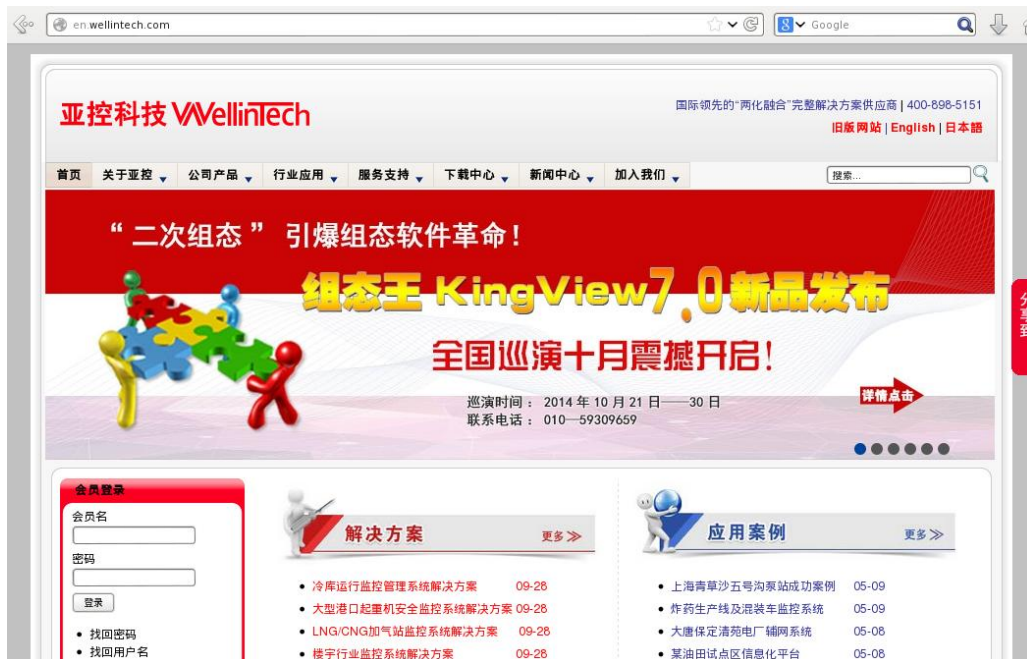 en.wellintech.com
Google
亚控科技 WellinTech
国际领先的“两化融合”完整解决方案供应商 | 400-898-5151
旧版网站 | English | 日本語
首页 关于亚控 公司产品 行业应用 服务支持 下载中心 新闻中心 加入我们
搜索...
“二次组态” 引爆组态软件革命!
组态王 KingView7.0新品发布
分享到
全国巡演十月震撼开启!
巡演时间: 2014年10月21日——30日
联系电话: 010—59309659
详情点击
会员登录
会员名
密码
登录
找回密码
找回用户名
解决方案 更多
冷库运行监控管理系统解决方案 09-28
大型港口起重机安全监控系统解决方案 09-28
LNG/CNG加气站监控系统解决方案 09-28
楼宇行业监控系统解决方案 09-28
应用案例 更多
上海青草沙五号沟泵站成功案例 05-09
炸药生产线及混装车监控系统 05-09
大唐保定清苑电厂辅网系统 05-08
某油田试点区信息化平台 05-08